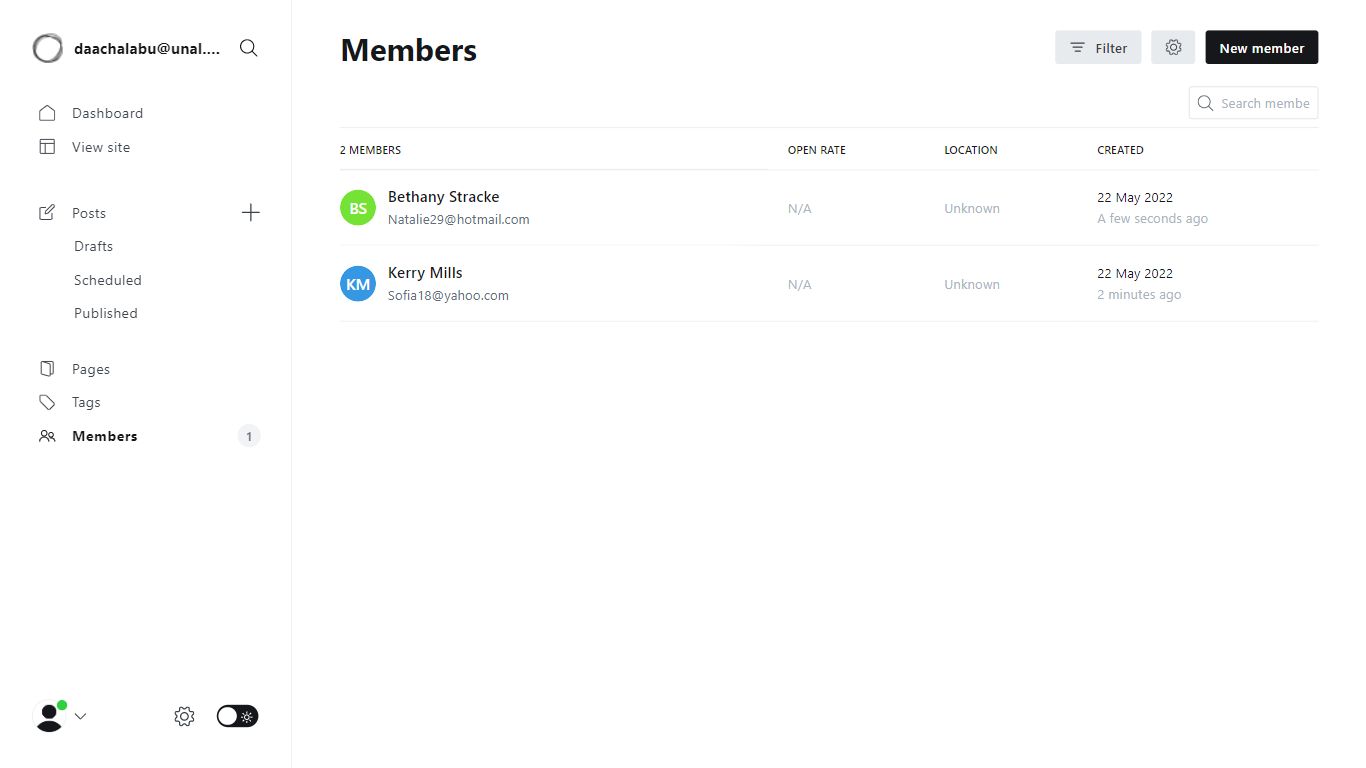 daachalabu@unal....
Dashboard
View site
Posts
Drafts
Scheduled
Published
Pages
Tags
Members
1
Members
Filter
New member
Search membe
2 MEMBERS OPEN RATE LOCATION CREATED
BS
Bethany Stracke
Natalie29@hotmail.com
N/A
Unknown
22 May 2022
A few seconds ago
KM
Kerry Mills
Sofia18@yahoo.com
N/A
Unknown
22 May 2022
2 minutes ago